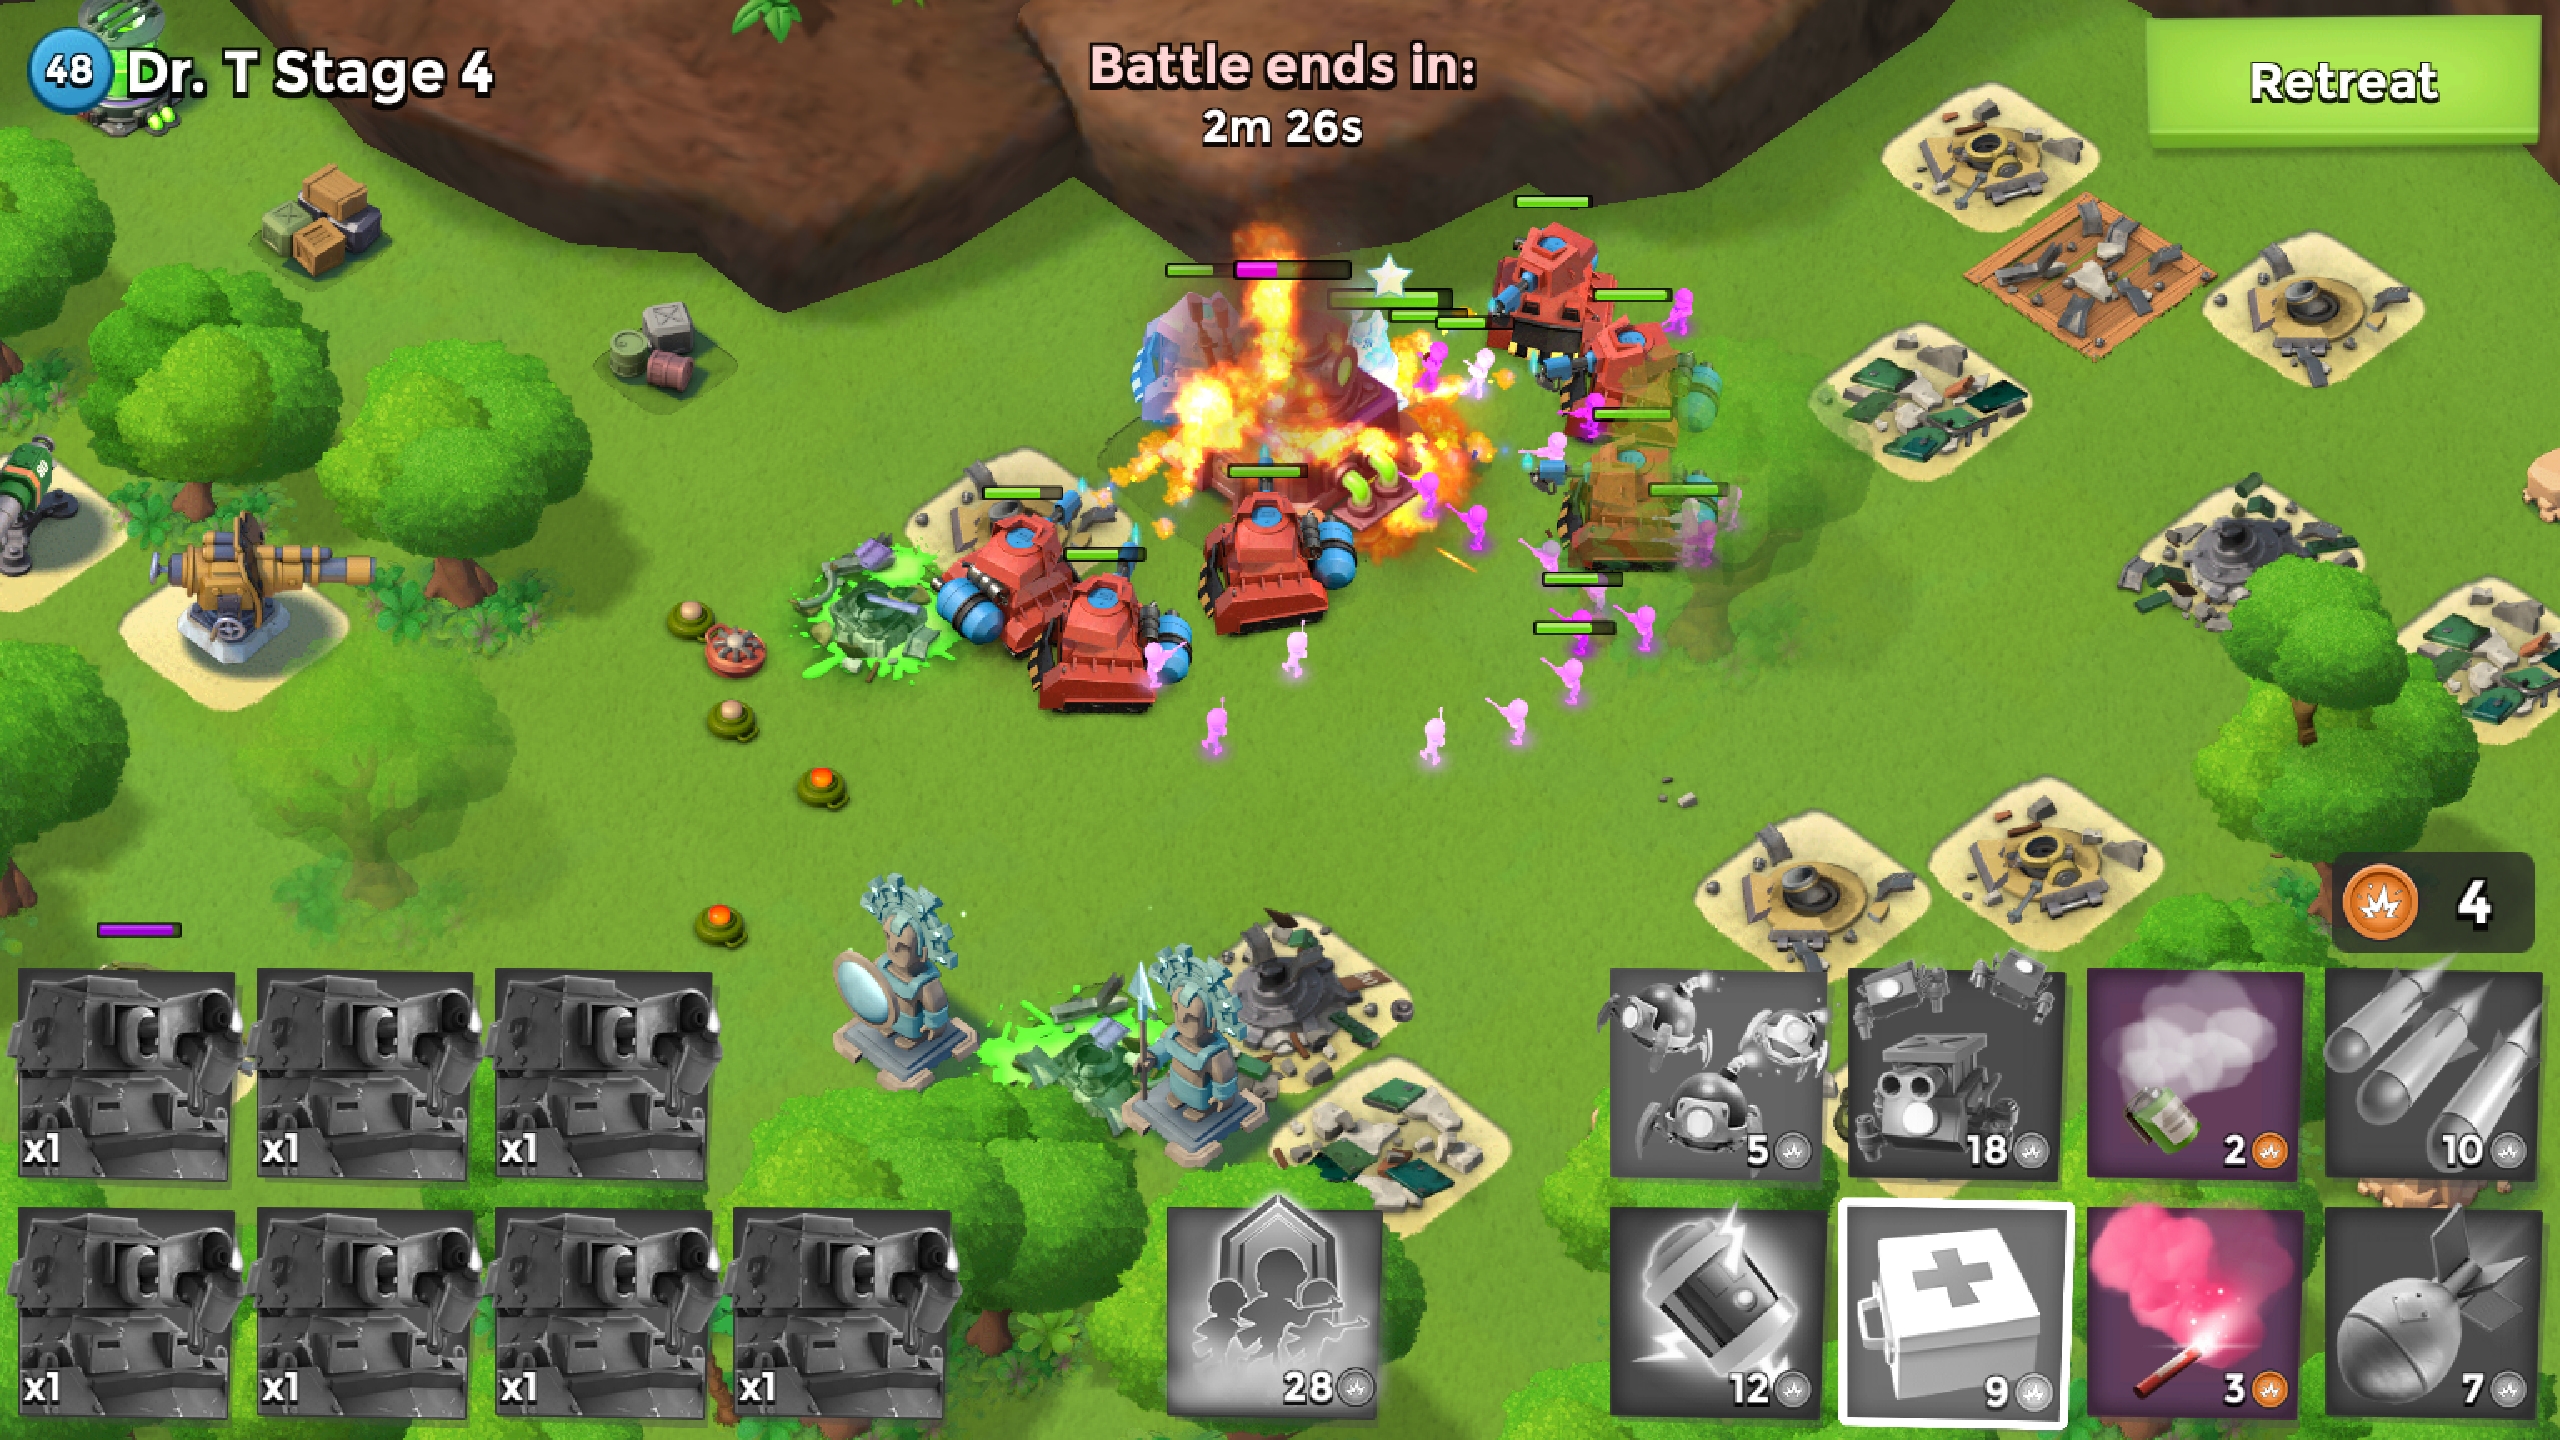 48 Dr. T Stage 4
Battle ends in:
2m 26s
Retreat
4
x1 x1 x1
5 18 2 10
x1 x1 x1 x1
28
12 9 3 7